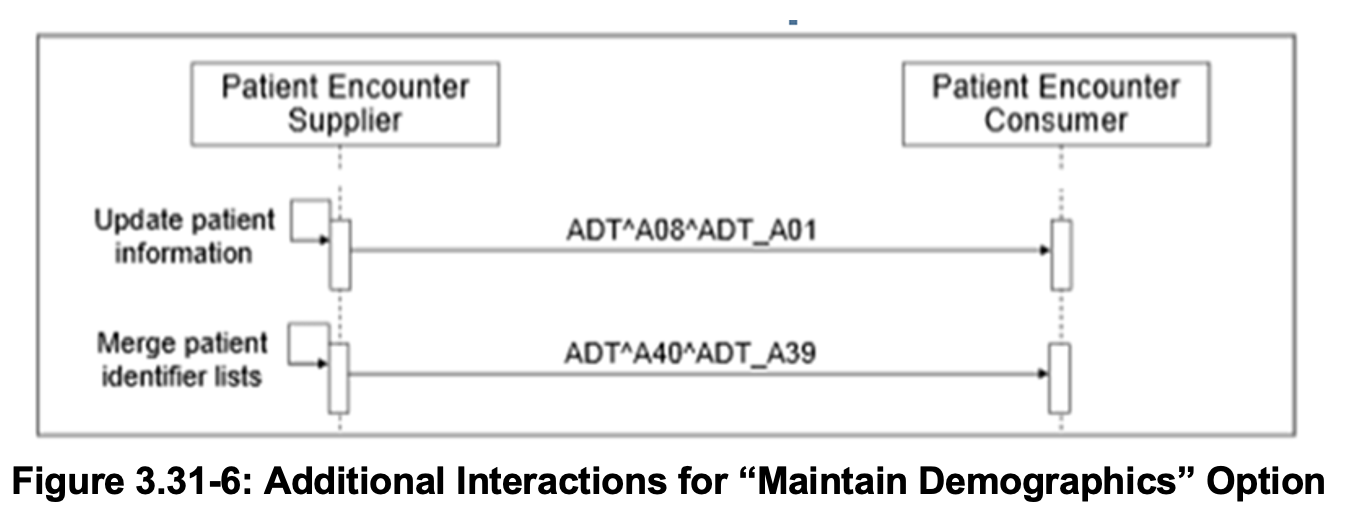 Patient Encounter
Supplier
Patient Encounter
Consumer
Update patient
information
ADT^A08^ADT_A01
Merge patient
identifier lists
ADT^A40^ADT_A39
Figure 3.31-6: Additional Interactions for “Maintain Demographics” Option